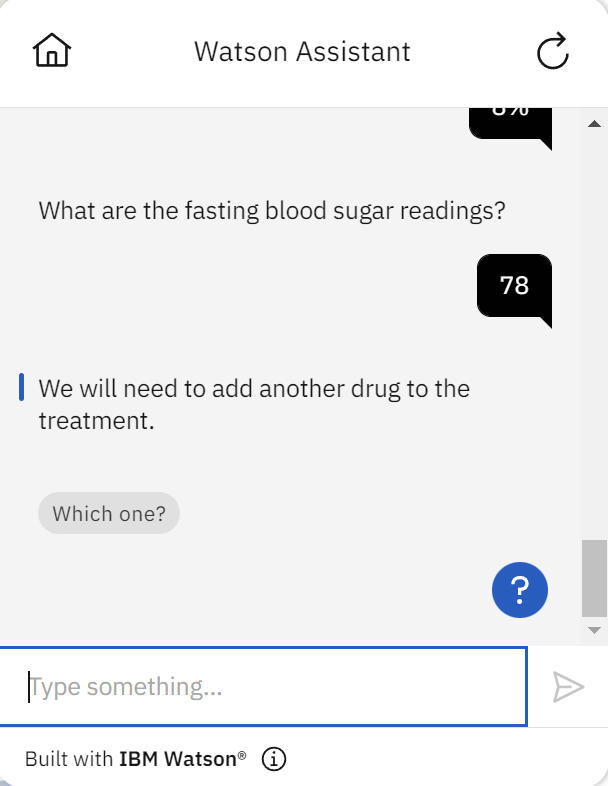 Watson Assistant
8%
What are the fasting blood sugar readings?
78
We will need to add another drug to the
treatment.
Which one?
?
Type something...
Built with IBM Watson®